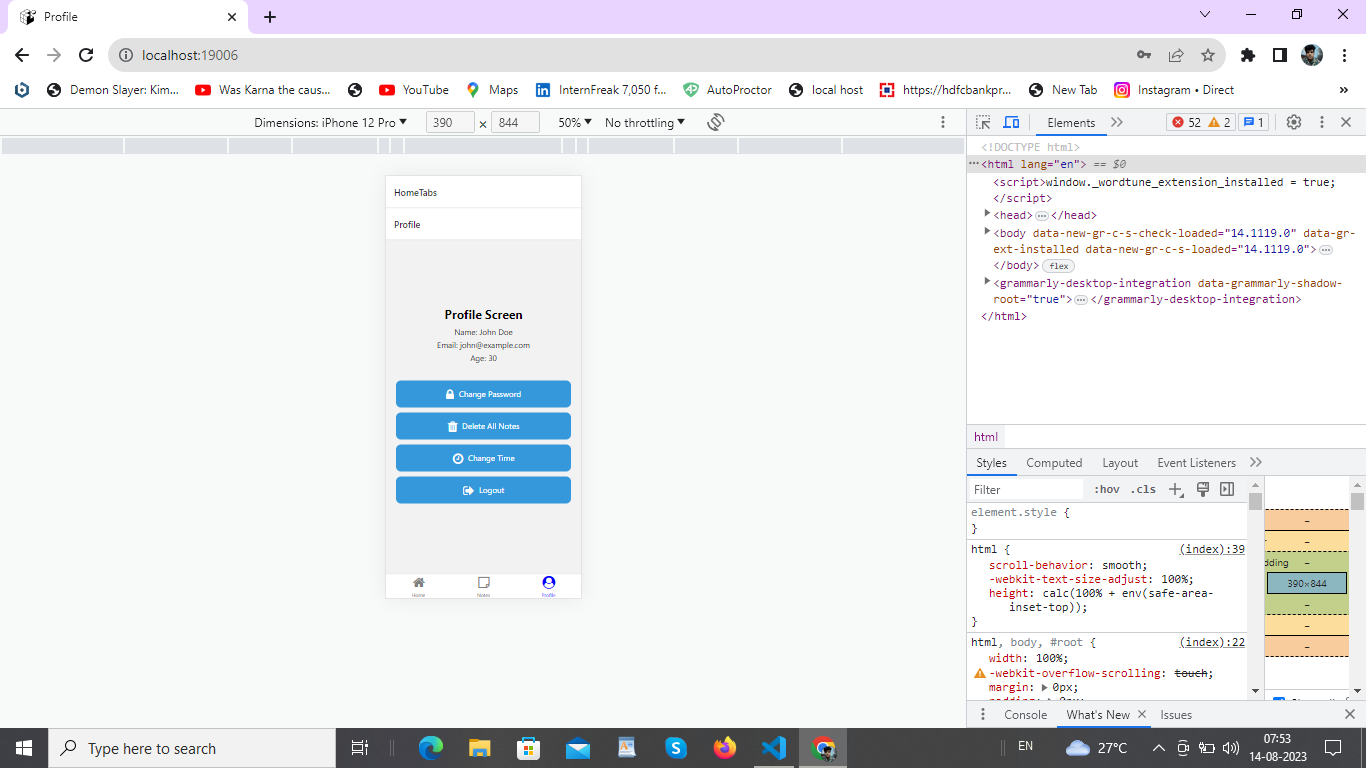 Profile
localhost:19006
Demon Slayer: Kim...
Was Karna the caus...
YouTube
Maps
InternFreak 7,050 f...
AutoProctor
local host
https://hdfcbankpr...
New Tab
Instagram • Direct
»
Dimensions: iPhone 12 Pro
390
×
844
50%
No throttling
Elements
52
2
1
HomeTabs
Profile
Profile Screen
Name: John Doe
Email: john@example.com
Age: 30
Change Password
Delete All Notes
Change Time
Logout
Home
Notes
Profile
<!DOCTYPE html>
<html lang="en"> == $0
<script>window._wordtune_extension_installed = true;
</script>
<head>…</head>
<body data-new-gr-c-s-check-loaded="14.1119.0" data-gr-
ext-installed data-new-gr-c-s-loaded="14.1119.0">…
</body> flex
<grammarly-desktop-integration data-grammarly-shadow-
root="true">…</grammarly-desktop-integration>
</html>
html
Styles
Computed
Layout
Event Listeners
Filter
:hov
.cls
element.style {
}
html {
(index):39
scroll-behavior: smooth;
-webkit-text-size-adjust: 100%;
height: calc(100% + env(safe-area-
inset-top));
}
html, body, #root {
(index):22
width: 100%;
-webkit-overflow-scrolling: touch;
margin: 0px;
padding: 0px;
dding
390×844
Console
What's New
Issues
Type here to search
EN
27°C
07:53
14-08-2023